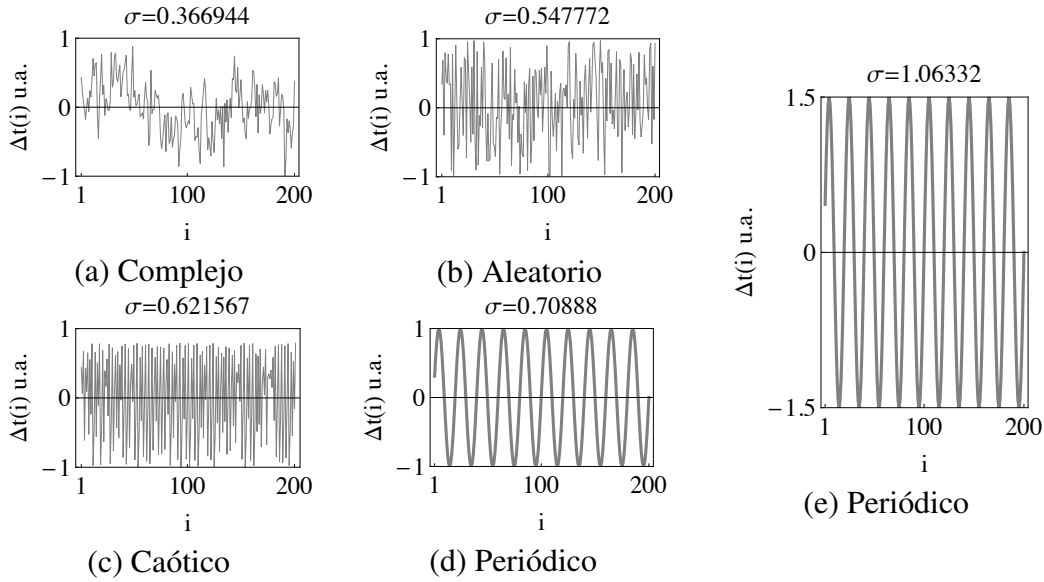 σ=0.366944
Δt(i) u.a.
1
0
−1
1
100
200
i
(a) Complejo
σ=0.547772
Δt(i) u.a.
1
0
−1
1
100
200
i
(b) Aleatorio
σ=0.621567
Δt(i) u.a.
1
0
−1
1
100
200
i
(c) Caótico
σ=0.70888
Δt(i) u.a.
1
0
−1
1
100
200
i
(d) Periódico
σ=1.06332
Δt(i) u.a.
1.5
0
−1.5
1
100
200
i
(e) Periódico